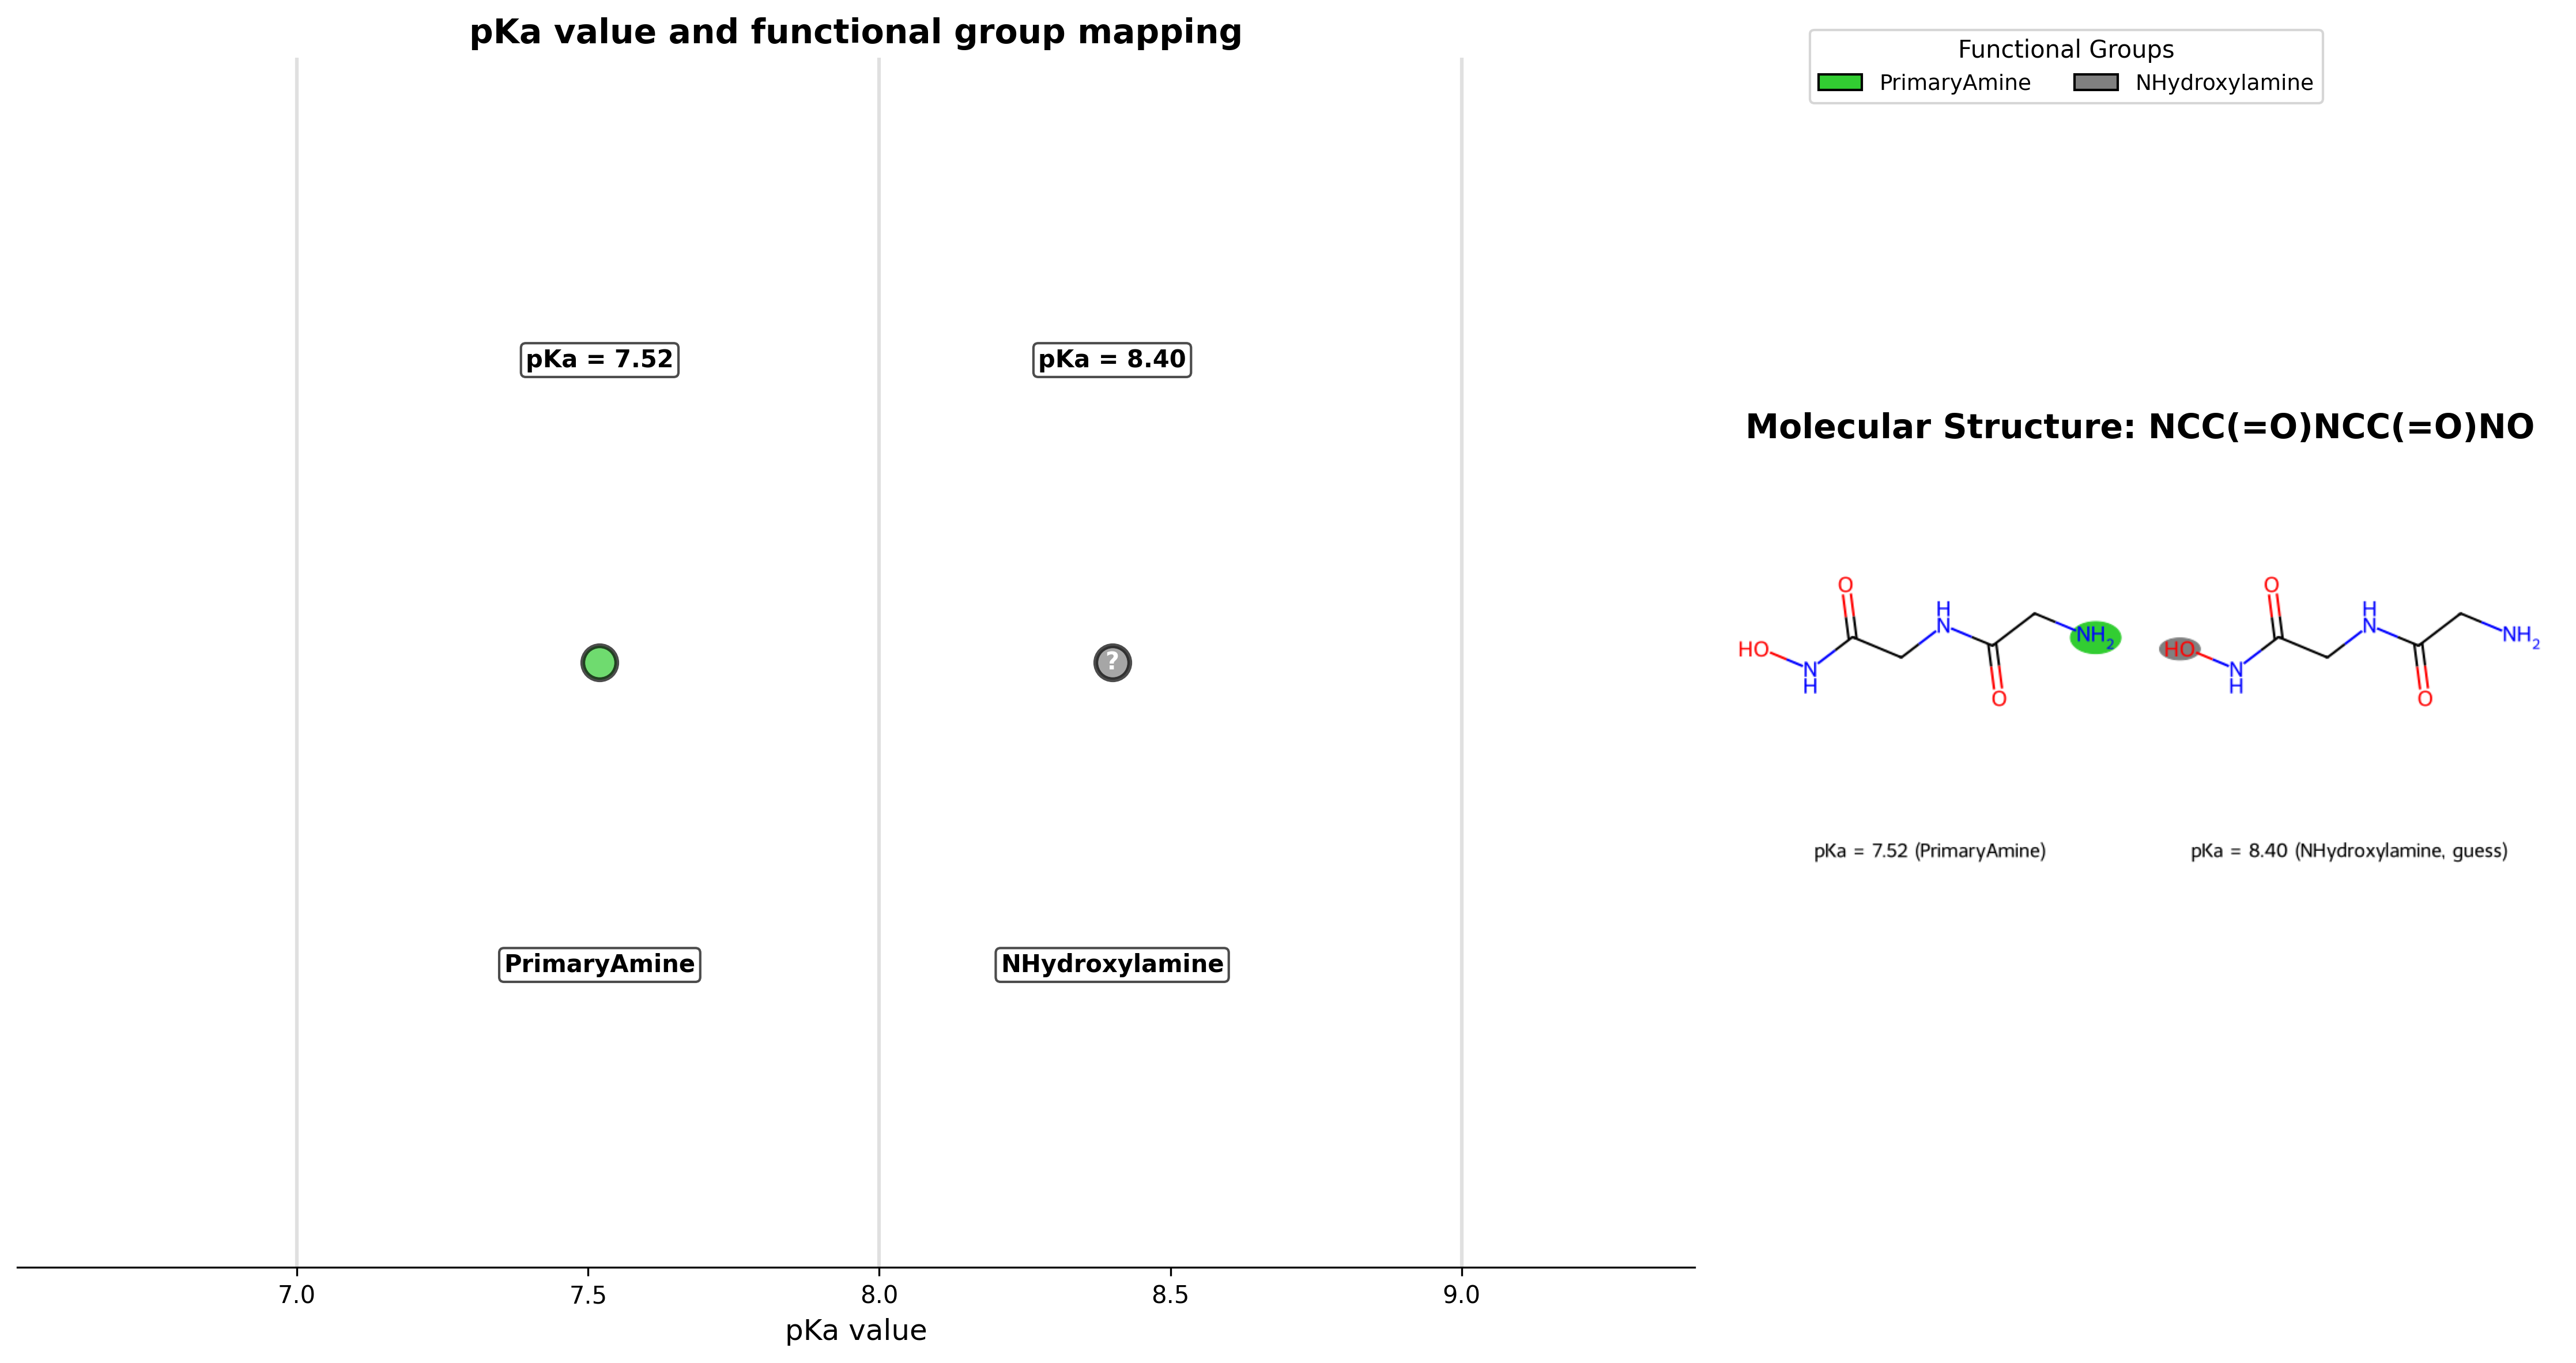 pKa value and functional group mapping
pKa = 7.52
pKa = 8.40
?
PrimaryAmine
NHydroxylamine
7.0
7.5
8.0
8.5
9.0
pKa value
Functional Groups
PrimaryAmine
NHydroxylamine
Molecular Structure: NCC(=O)NCC(=O)NO
O
H
N
NH2
HO
N
H
O
pKa = 7.52 (PrimaryAmine)
O
H
N
NH2
HO
N
H
O
pKa = 8.40 (NHydroxylamine, guess)